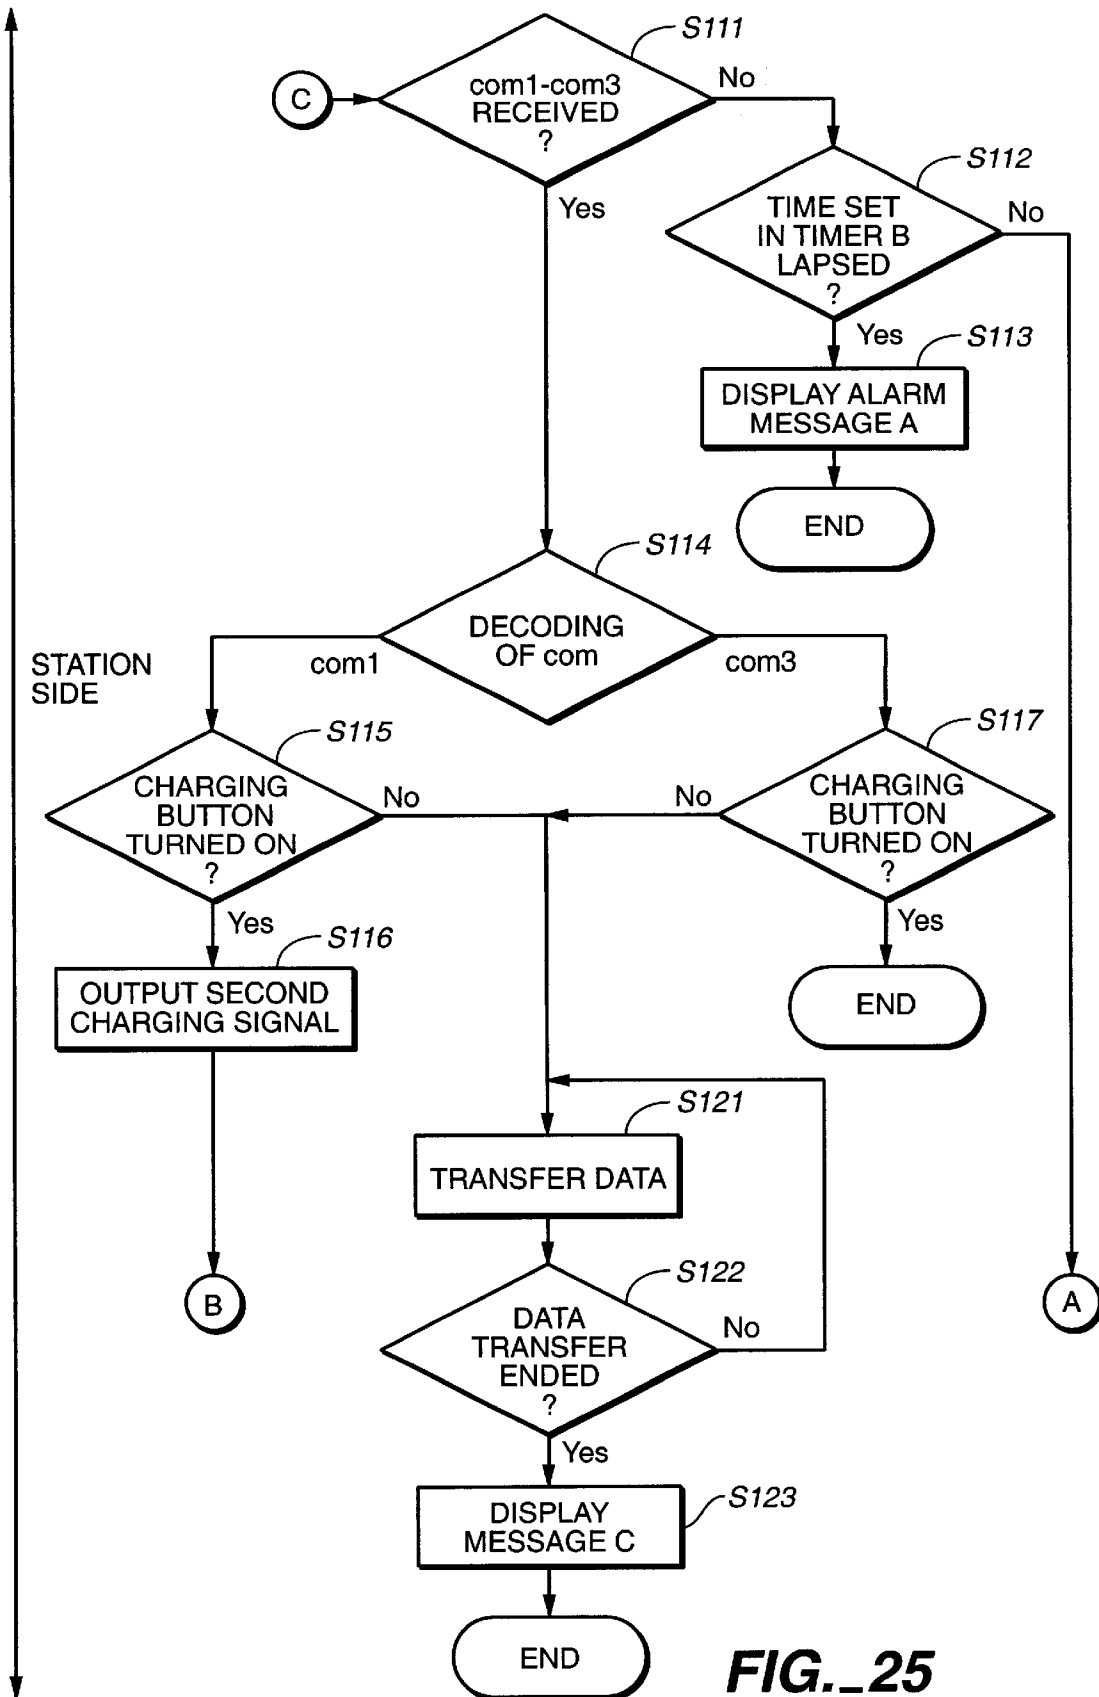 S111
C
com1-com3
RECEIVED
?
No
Yes
S112
TIME SET
IN TIMER B
LAPSED
?
No
Yes
S113
DISPLAY ALARM
MESSAGE A
END
S114
DECODING
OF com
com1
com3
STATION
SIDE
S115
CHARGING
BUTTON
TURNED ON
?
No
Yes
S117
CHARGING
BUTTON
TURNED ON
?
No
Yes
S116
OUTPUT SECOND
CHARGING SIGNAL
END
S121
TRANSFER DATA
B
A
S122
DATA
TRANSFER
ENDED
?
No
Yes
S123
DISPLAY
MESSAGE C
END
FIG._25